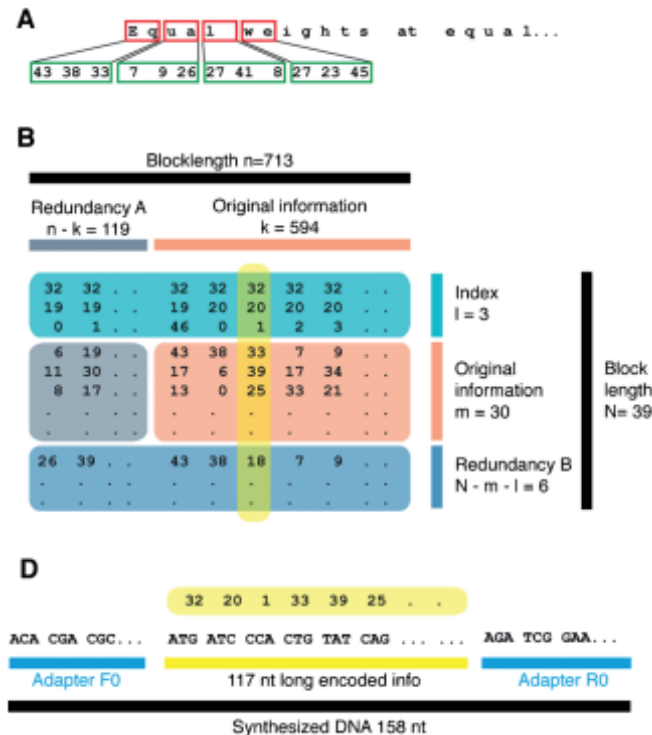 A
E q u a l w e i g h t s at e q u a l...
43 38 33 7 9 26 27 41 8 27 23 45
B
Blocklength n=713
Redundancy A
n - k = 119
Original information
k = 594
32 32 . . 32 32 32 32 32 . .
19 19 . . 19 20 20 20 20 . .
0 1 . . 46 0 1 2 3 . .
Index
l = 3
6 19 . . 43 38 33 7 9 . .
11 30 . . 17 6 39 17 34 . .
8 17 . . 13 0 25 33 21 . .
. . . . . . .
. . . . . . .
Original
information
m = 30
Block
length
N= 39
26 39 . . 43 38 18 7 9 . .
. . . . . . .
. . . . . . .
Redundancy B
N - m - l = 6
D
32 20 1 33 39 25 . .
ACA CGA CGC... ATG ATC CCA CTG TAT CAG ... ... ... AGA TCG GAA...
Adapter F0 117 nt long encoded info Adapter R0
Synthesized DNA 158 nt